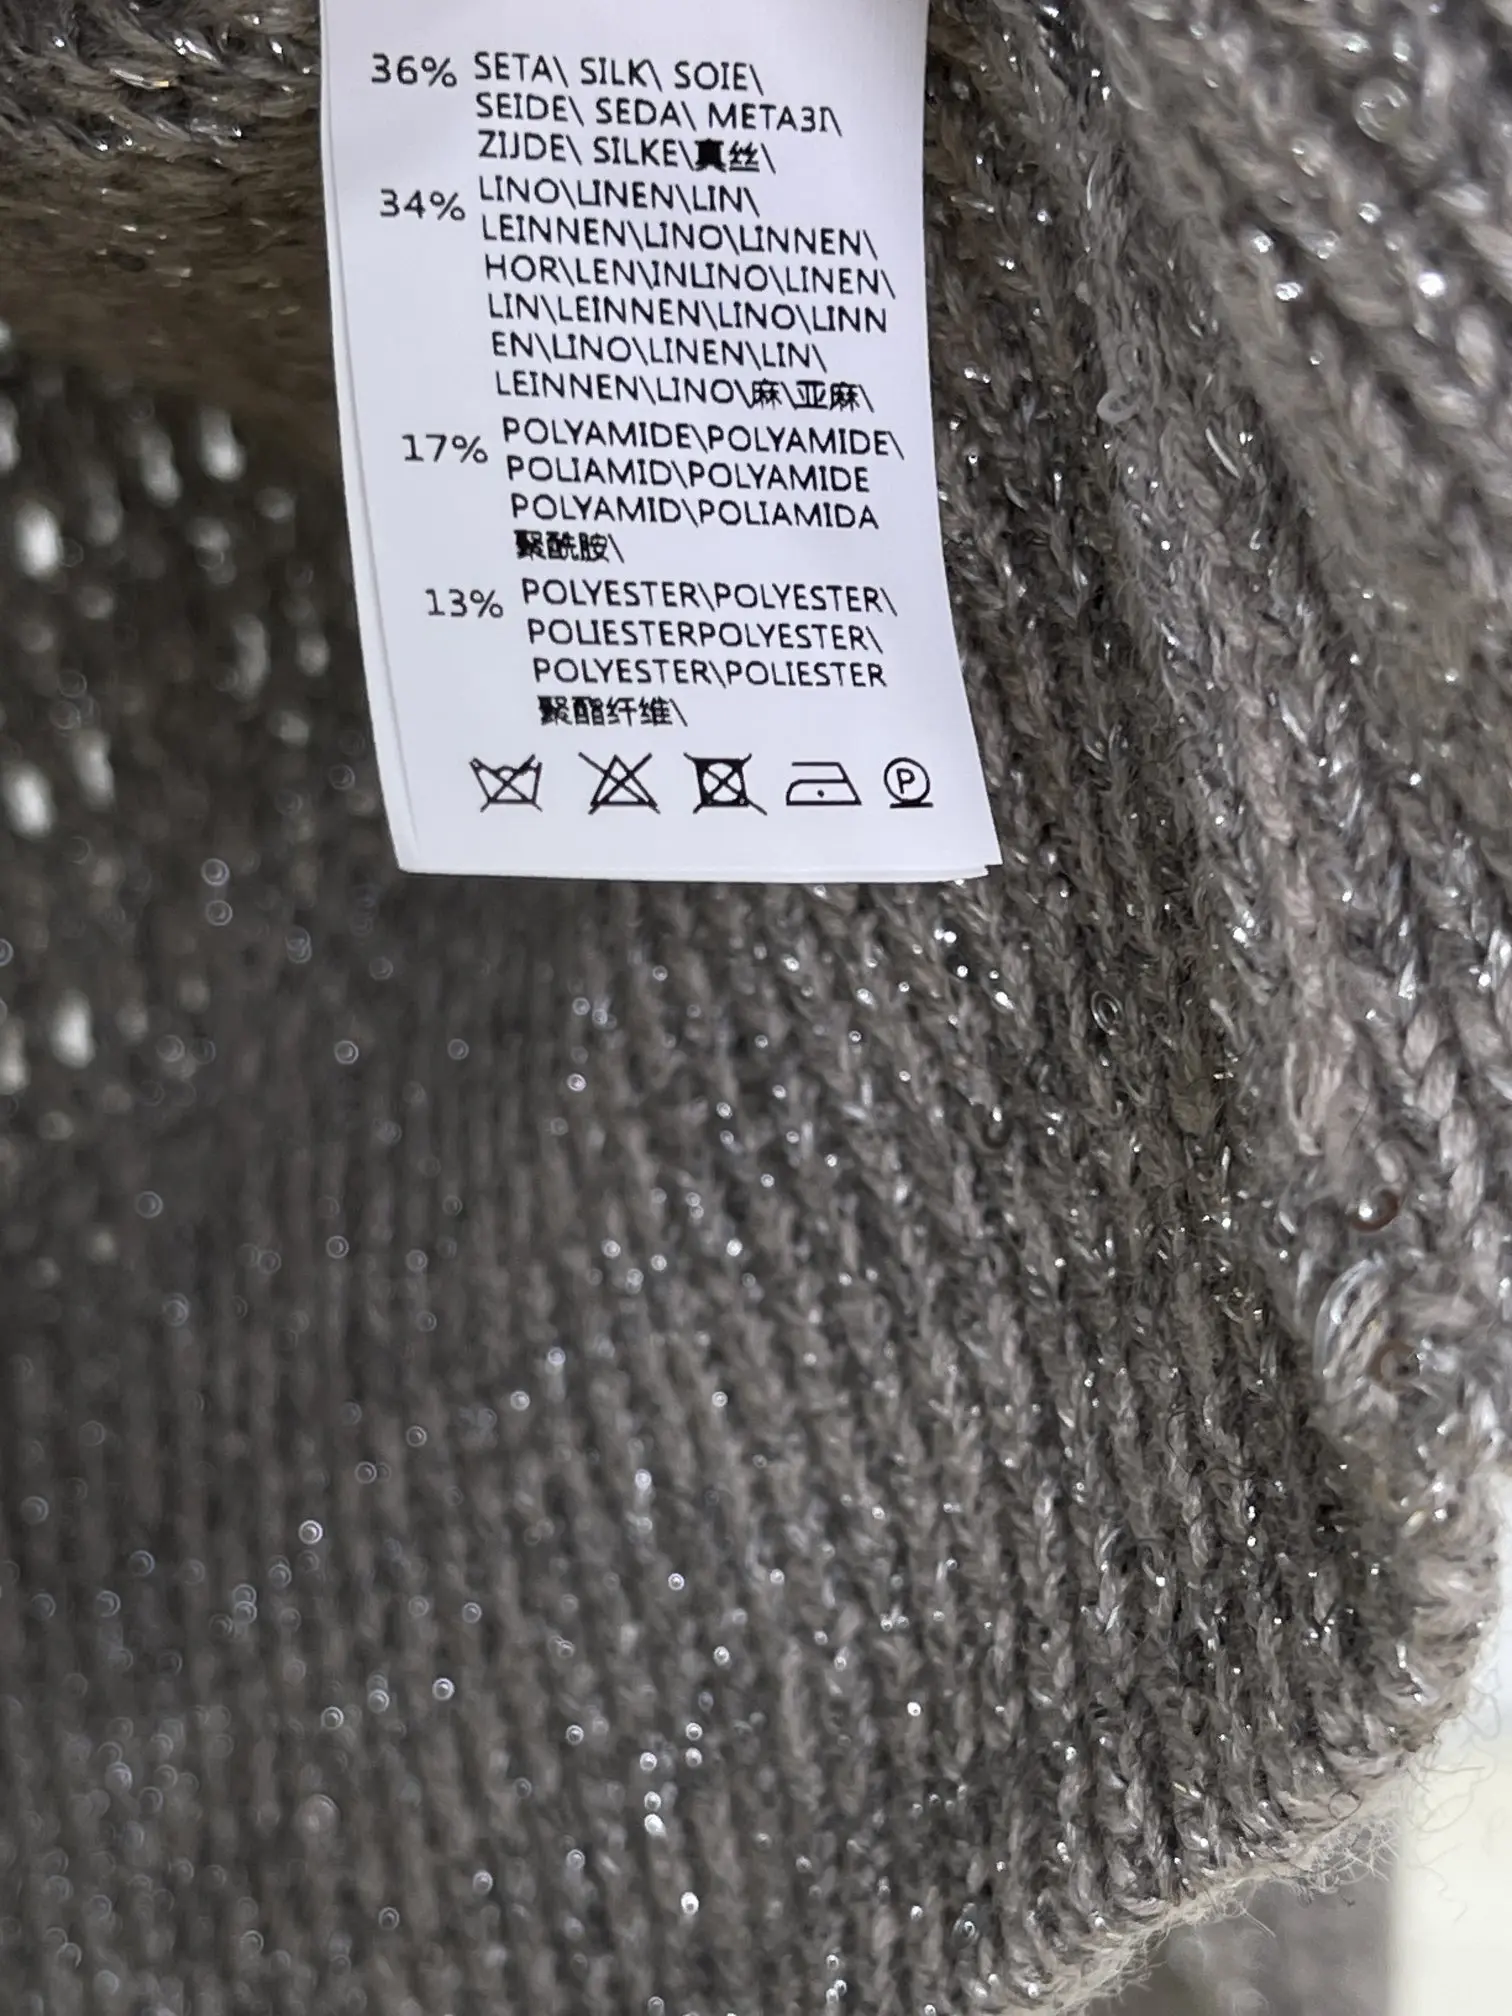 36% SETA\ SILK\ SOIE\
SEIDE\ SEDA\ METAЗI\
ZIJDE\ SILKE\真丝\
34% LINO\LINEN\LIN\
LEINNEN\LINO\LINNEN\
HOR\LEN\INLINO\LINEN\
LIN\LEINNEN\LINO\LINN
EN\LINO\LINEN\LIN\
LEINNEN\LINO\麻\亚麻\
17% POLYAMIDE\POLYAMIDE\
POLIAMID\POLYAMIDE
POLYAMID\POLIAMIDA
聚酰胺\
13% POLYESTER\POLYESTER\
POLIESTERPOLYESTER\
POLYESTER\POLIESTER
聚酯纤维\
P